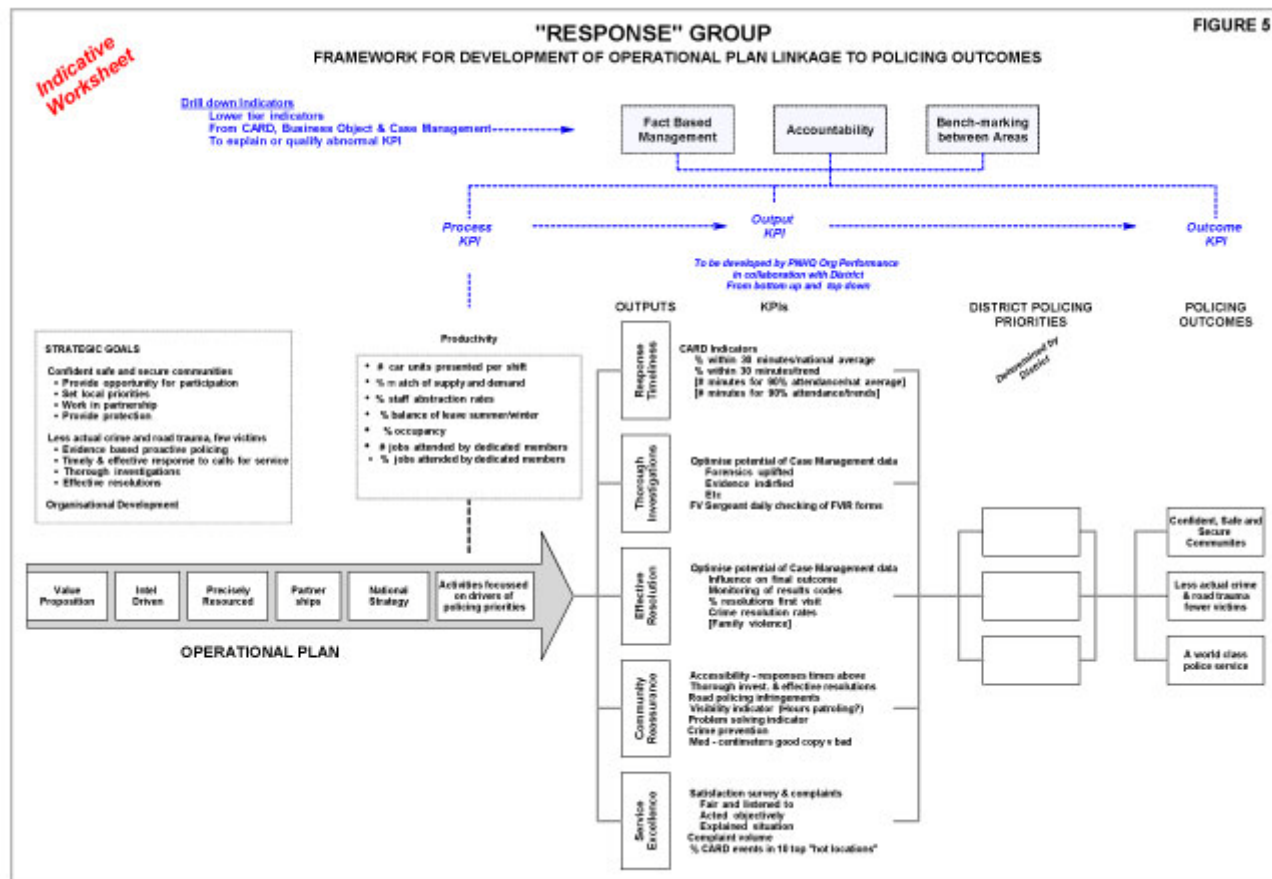 FIGURE 5
"RESPONSE" GROUP
FRAMEWORK FOR DEVELOPMENT OF OPERATIONAL PLAN LINKAGE TO POLICING OUTCOMES
Indicative
Worksheet
Drill down Indicators
Lower tier indicators
From CARD, Business Object & Case Management
To explain or qualify abnormal KPI
Fact Based
Management
Accountability
Bench-marking
between Areas
Process
KPI
Output
KPI
Outcome
KPI
To be developed by PNHQ Org Performance
in collaboration with District
From bottom up and top down
OUTPUTS
KPIs
DISTRICT POLICING
PRIORITIES
POLICING
OUTCOMES
Determined by
District
STRATEGIC GOALS
Confident safe and secure communities
• Provide opportunity for participation
• Set local priorities
• Work in partnership
• Provide protection
Less actual crime and road trauma, few victims
• Evidence based proactive policing
• Timely & effective response to calls for service
• Thorough investigations
• Effective resolutions
Organisational Development
Productivity
• # car units presented per shift
• % match of supply and demand
• % staff abstraction rates
• % balance of leave summer/winter
• % occupancy
• # jobs attended by dedicated members
• % jobs attended by dedicated members
Value
Proposition
Intel
Driven
Precisely
Resourced
Partner
ships
National
Strategy
Activities focussed
on drivers of
policing priorities
OPERATIONAL PLAN
Response
Timeliness
CARD Indicators
% within 30 minutes/national average
% within 30 minutes/trend
[# minutes for 90% attendance/nat average]
[# minutes for 90% attendance/trends]
Thorough
Investigations
Optimise potential of Case Management data
Forensics uplifted
Evidence
Etc
FV Sergeant daily checking of FVIR forms
Effective
Resolution
Optimise potential of Case Management data
Influence on final outcome
Monitoring of results codes
% resolutions first visit
Crime resolution rates
[Family violence]
Community
Reassurance
Accessibility - responses times above
Thorough invest. & effective resolutions
Road policing infringements
Visibility indicator (Hours patroling?)
Problem solving indicator
Crime prevention
Med - centimeters good copy v bad
Service
Excellence
Satisfaction survey & complaints
Fair and listened to
Acted objectively
Explained situation
Complaint volume
% CARD events in 10 top "hot locations"
Confident, Safe and
Secure
Communites
Less actual crime
& road trauma
fewer victims
A world class
police service